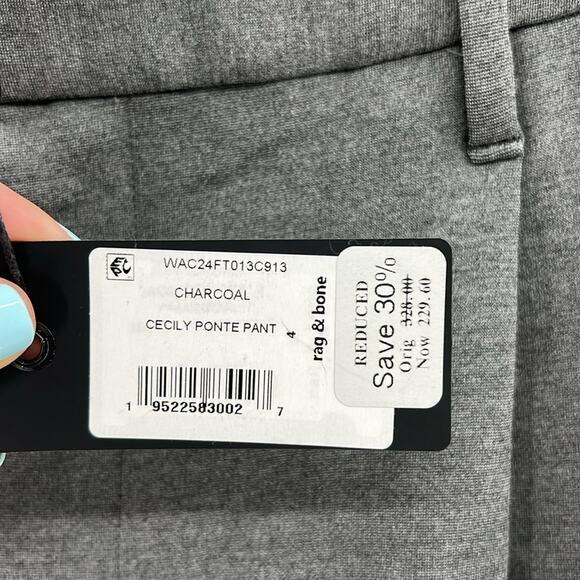 WAC24FT013C913
CHARCOAL
CECILY PONTE PANT 4
1 9522583002 7
rag & bone
REDUCED
Save 30%
Orig 328.00
Now 229.60